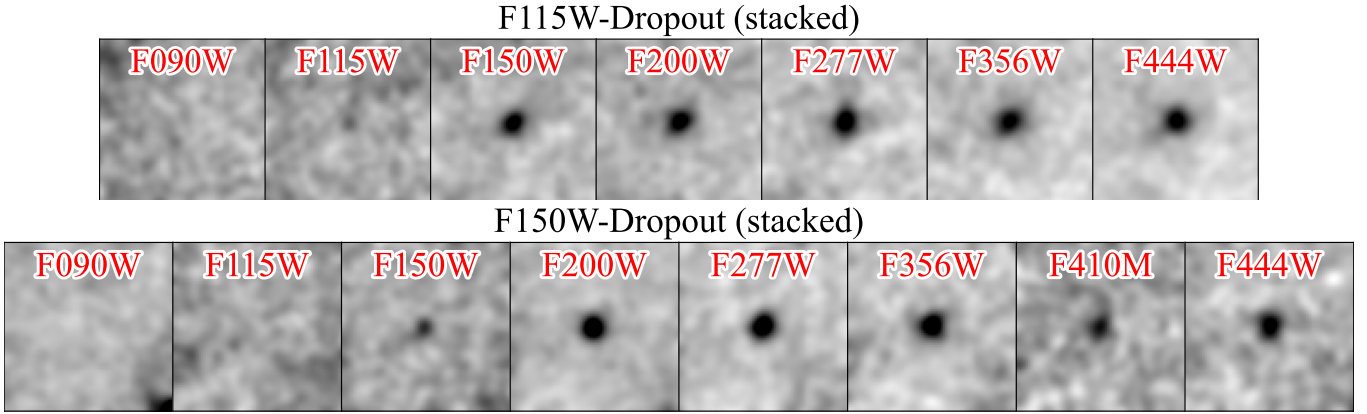 F115W-Dropout (stacked)
F090W F115W F150W F200W F277W F356W F444W
F150W-Dropout (stacked)
F090W F115W F150W F200W F277W F356W F410M F444W